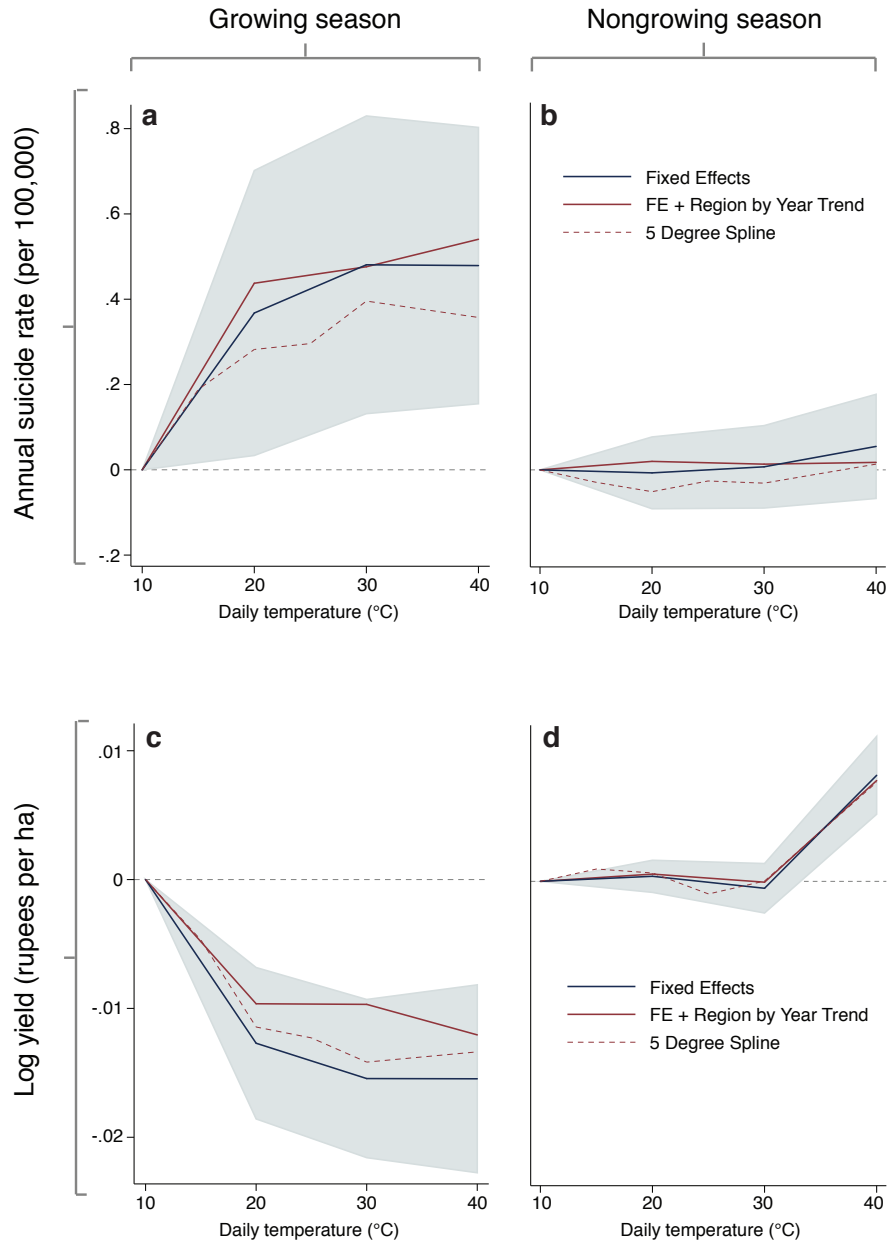 Growing season
Nongrowing season
Annual suicide rate (per 100,000)
a
.8
.6
.4
.2
0
-.2
10 20 30 40
Daily temperature (°C)
b
Fixed Effects
FE + Region by Year Trend
5 Degree Spline
10 20 30 40
Daily temperature (°C)
Log yield (rupees per ha)
c
.01
0
-.01
-.02
10 20 30 40
Daily temperature (°C)
d
Fixed Effects
FE + Region by Year Trend
5 Degree Spline
10 20 30 40
Daily temperature (°C)